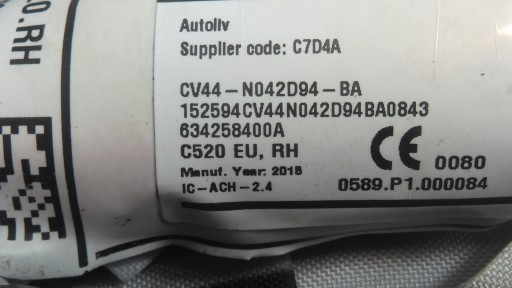 0.RH
Autoliv
Supplier code: C7D4A
CV44-N042D94-BA
152594CV44N042D94BA0843
634258400A
C520 EU, RH
CE 0080
Manuf. Year: 2015
IC-ACH-2.4
0589.P1.000084